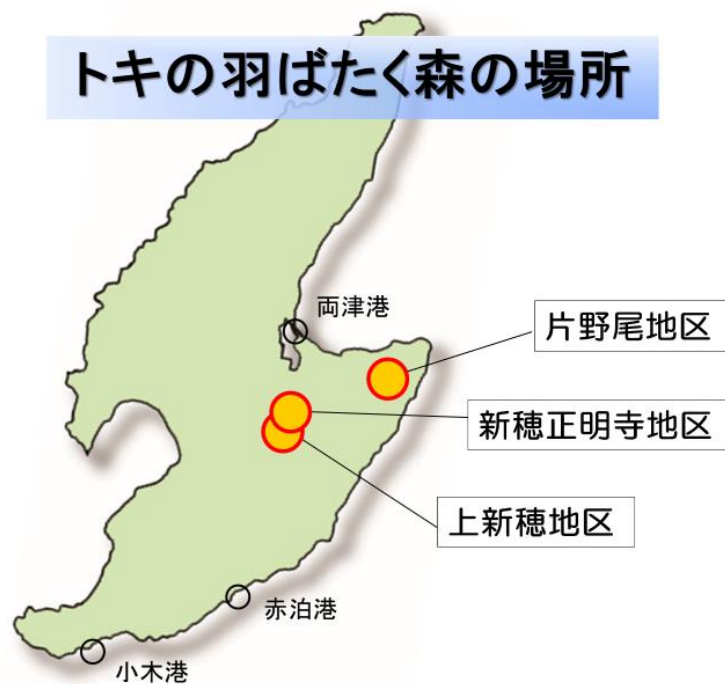 トキの羽ばたく森の場所
両津港
片野尾地区
新穂正明寺地区
上新穂地区
赤泊港
小木港